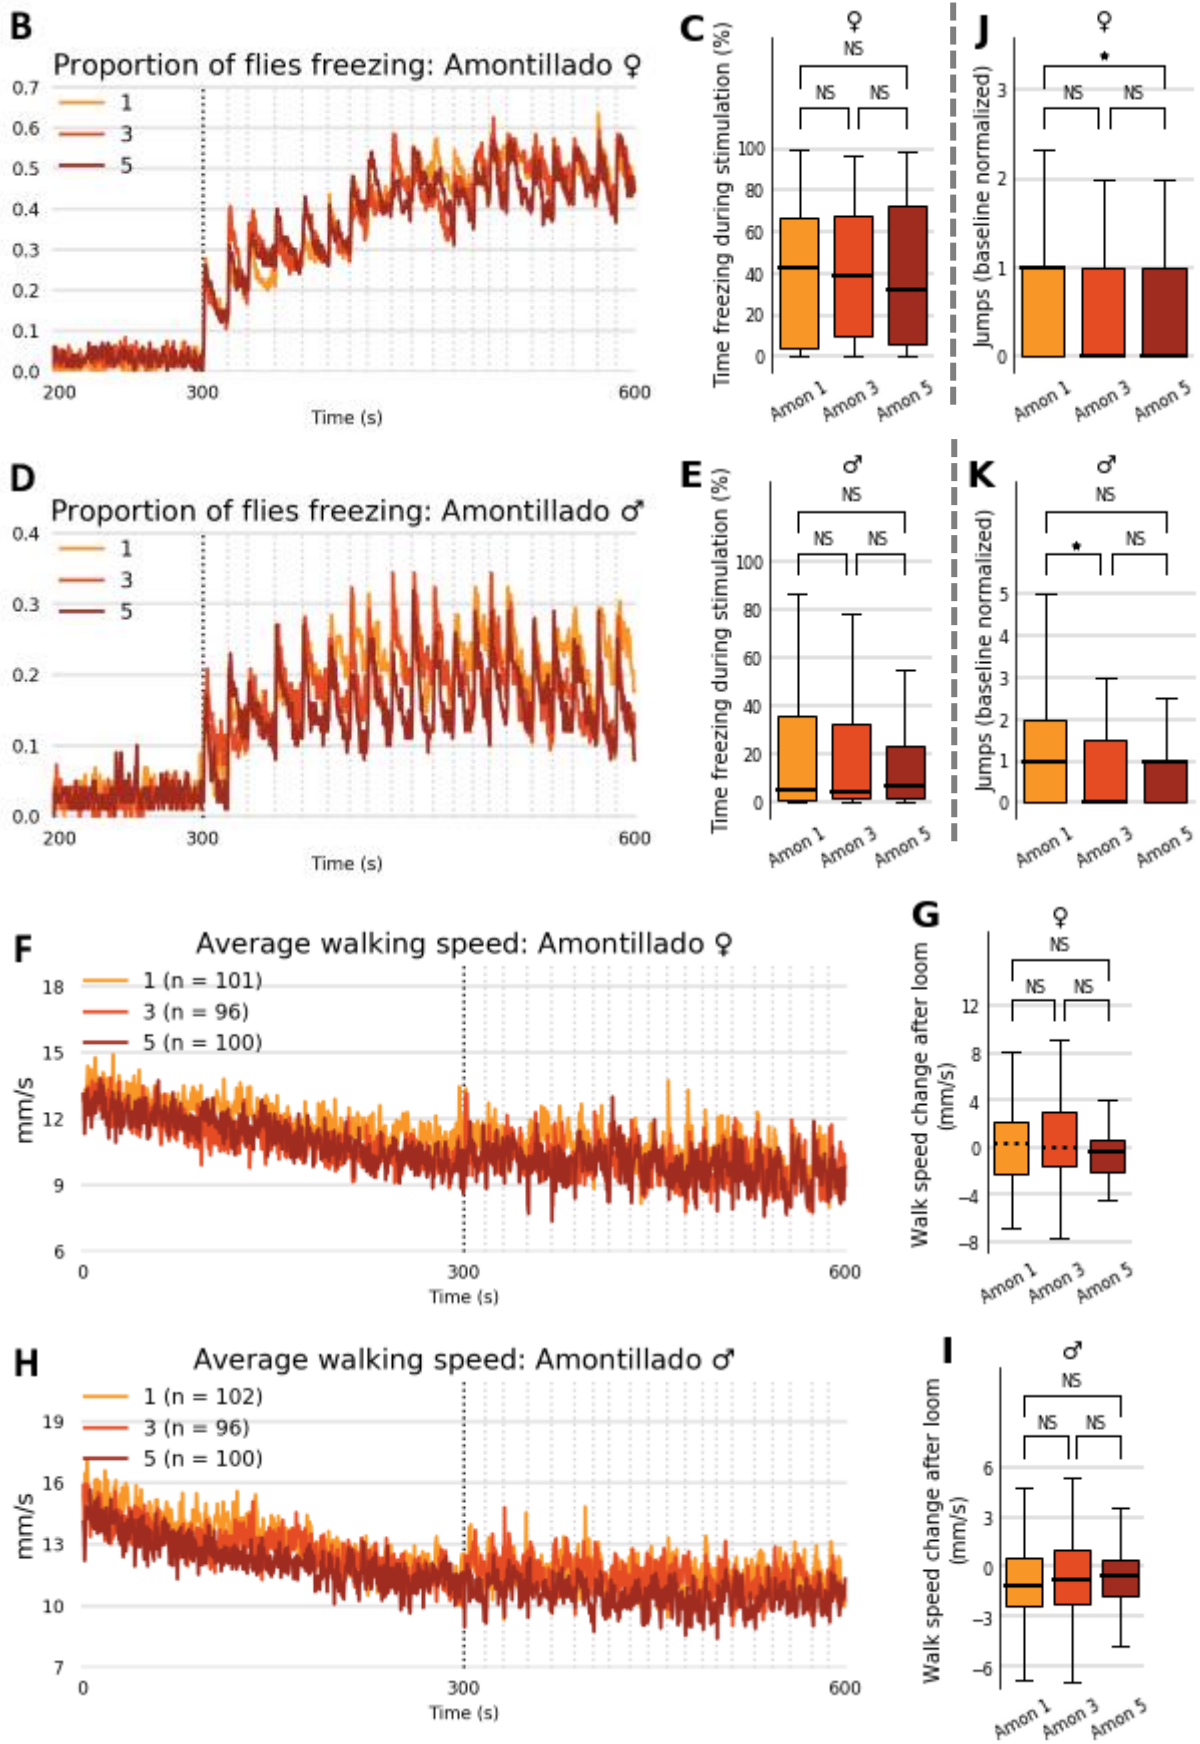 B
Proportion of flies freezing: Amontillado ♀
0.7
0.6
0.5
0.4
0.3
0.2
0.1
0.0
1
3
5
200
300
600
Time (s)
C
♀
Time freezing during stimulation (%)
NS
NS NS
100
80
60
40
20
0
Amon 1 Amon 3 Amon 5
J
♀
Jumps (baseline normalized)
★
NS NS
3
2
1
0
Amon 1 Amon 3 Amon 5
D
Proportion of flies freezing: Amontillado ♂
0.4
0.3
0.2
0.1
0.0
1
3
5
200
300
600
Time (s)
E
♂
Time freezing during stimulation (%)
NS
NS NS
100
80
60
40
20
0
Amon 1 Amon 3 Amon 5
K
♂
Jumps (baseline normalized)
NS
★ NS
5
4
3
2
1
0
Amon 1 Amon 3 Amon 5
F
Average walking speed: Amontillado ♀
mm/s
18
15
12
9
6
1 (n = 101)
3 (n = 96)
5 (n = 100)
0
300
600
Time (s)
G
♀
Walk speed change after loom
(mm/s)
NS
NS NS
12
8
4
0
−4
−8
Amon 1 Amon 3 Amon 5
H
Average walking speed: Amontillado ♂
mm/s
19
16
13
10
7
1 (n = 102)
3 (n = 96)
5 (n = 100)
0
300
600
Time (s)
I
♂
Walk speed change after loom
(mm/s)
NS
NS NS
6
3
0
−3
−6
Amon 1 Amon 3 Amon 5